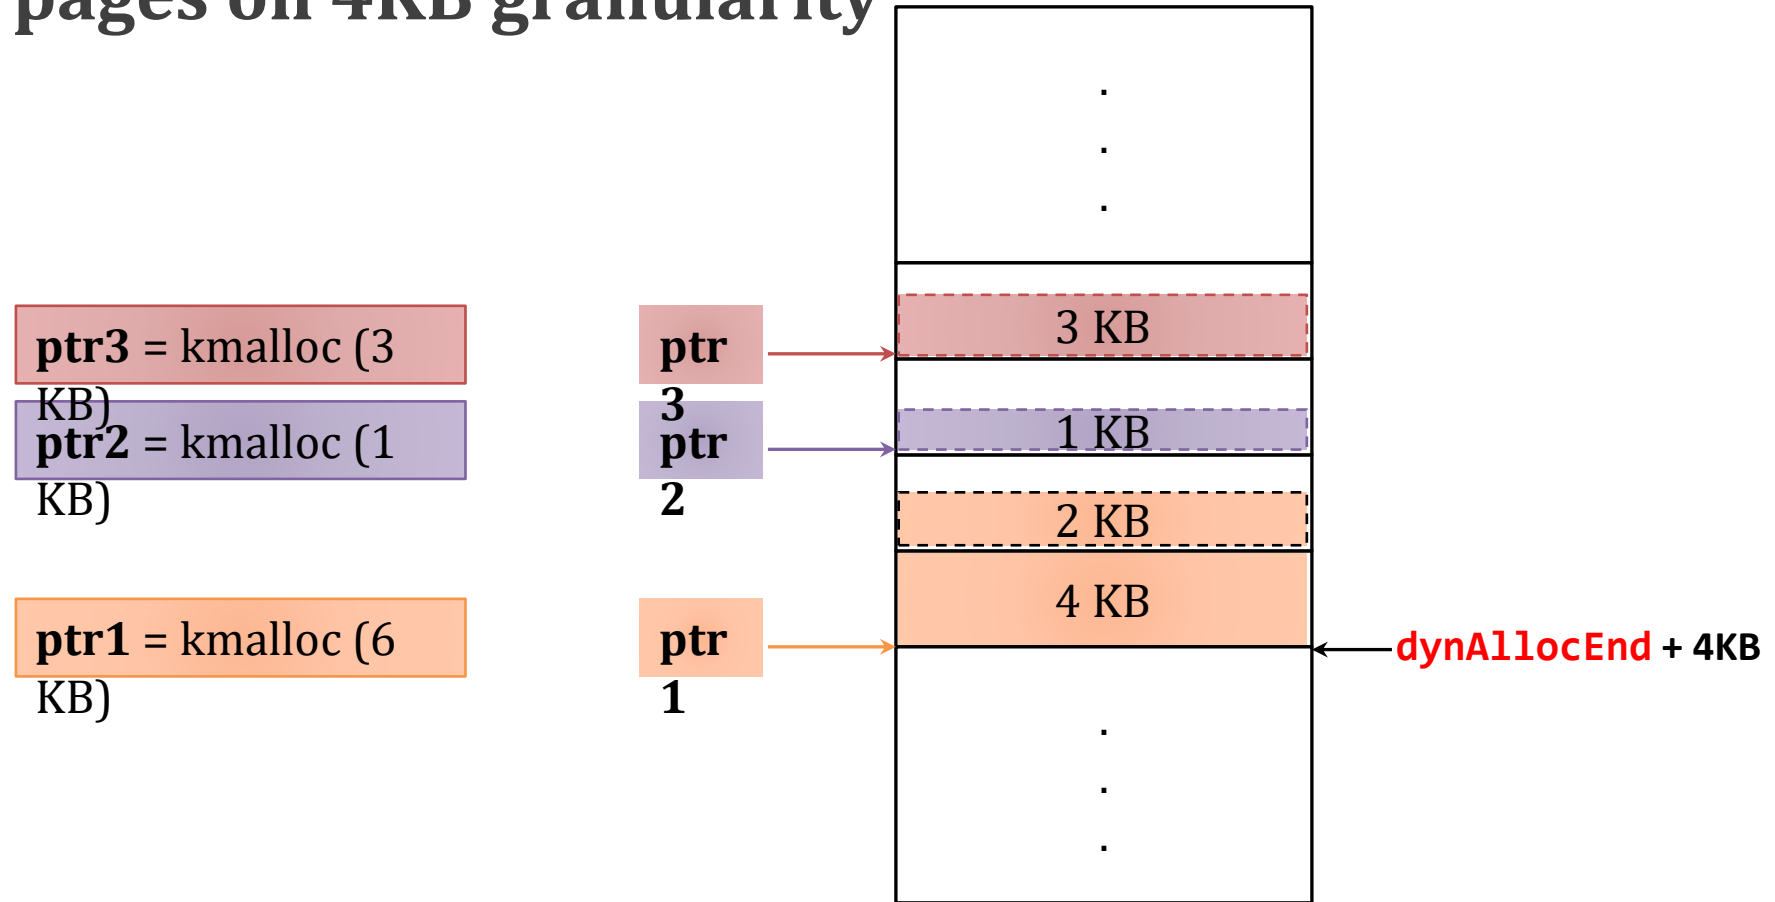 pages on 4KB granularity
.
.
.
ptr3 = kmalloc (3
KB)
ptr
3
3 KB
ptr2 = kmalloc (1
KB)
ptr
2
1 KB
2 KB
4 KB
ptr1 = kmalloc (6
KB)
ptr
1
dynAllocEnd + 4KB
.
.
.